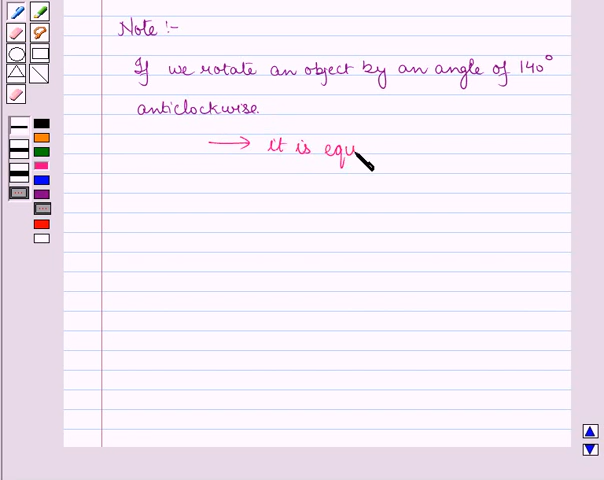 Note :-
If we rotate an object by an angle of 140°
anticlockwise.
→ it is equ